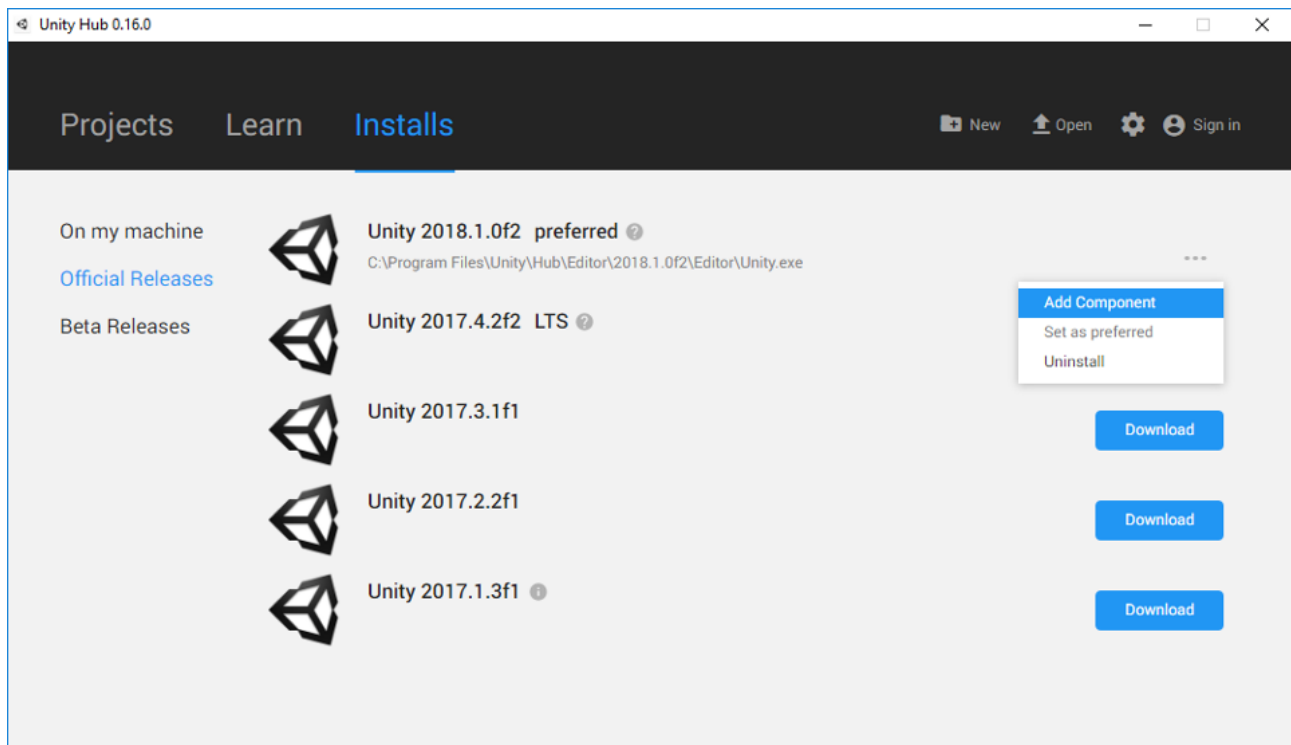 Unity Hub 0.16.0
Projects Learn Installs New Open Sign in
On my machine
Official Releases
Beta Releases
Unity 2018.1.0f2 preferred
C:\Program Files\Unity\Hub\Editor\2018.1.0f2\Editor\Unity.exe
Add Component
Set as preferred
Uninstall
Unity 2017.4.2f2 LTS
Unity 2017.3.1f1
Download
Unity 2017.2.2f1
Download
Unity 2017.1.3f1
Download